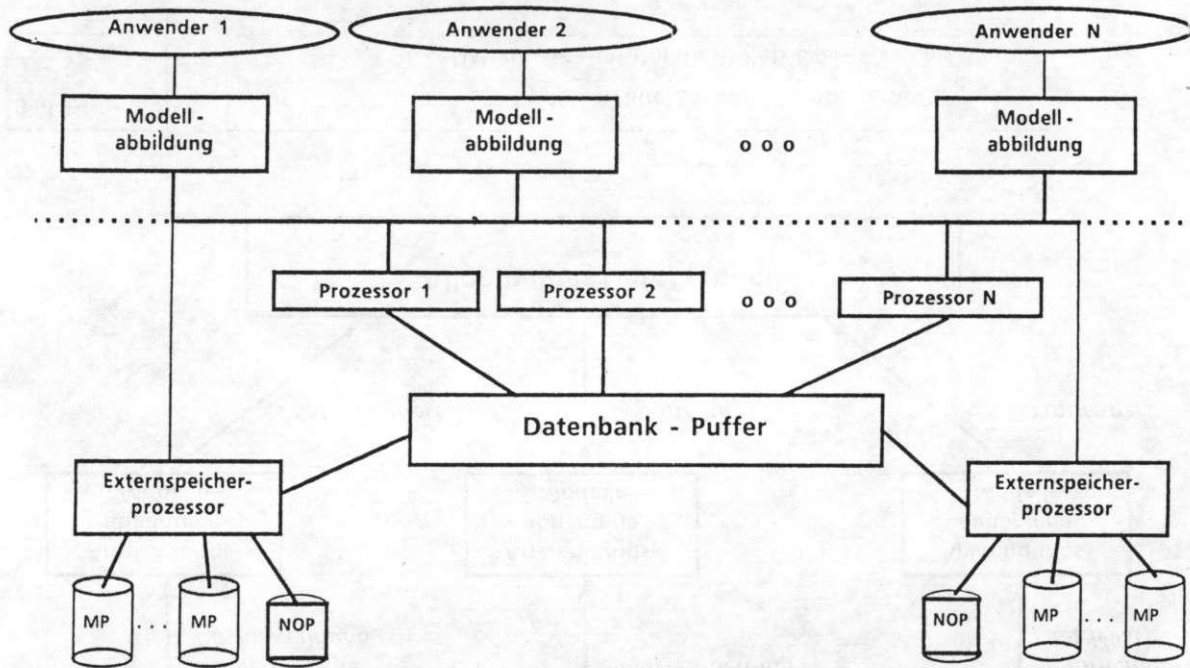 Anwender 1
Anwender 2
Anwender N
Modell-
abbildung
Modell-
abbildung
o o o
Modell-
abbildung
Prozessor 1
Prozessor 2
o o o
Prozessor N
Datenbank - Puffer
Externspeicher-
prozessor
Externspeicher-
prozessor
MP
. . . .
MP
NOP
NOP
MP
. . . .
MP